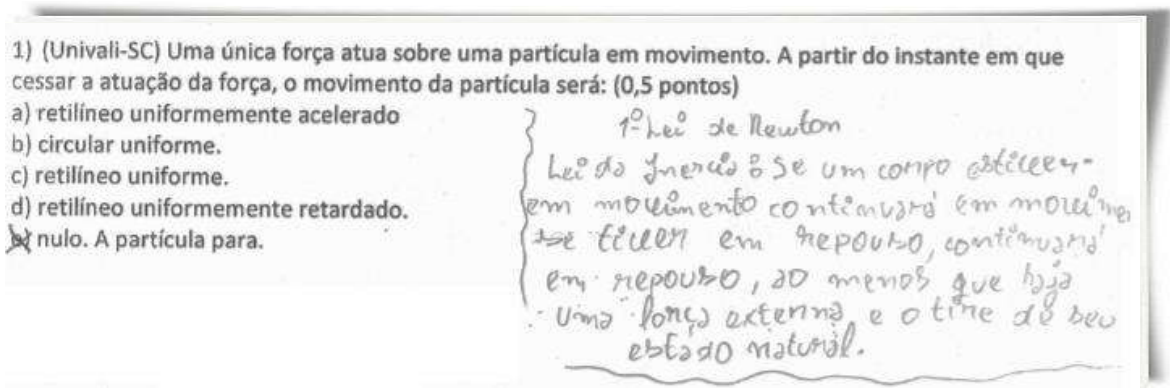 1) (Univali-SC) Uma única força atua sobre uma partícula em movimento. A partir do instante em que
cessar a atuação da força, o movimento da partícula será: (0,5 pontos)
a) retilíneo uniformemente acelerado
b) circular uniforme.
c) retilíneo uniforme.
d) retilíneo uniformemente retardado.
e) nulo. A partícula para.
1º Lei de Newton
Lei da Inercia: Se um corpo estiver
em movimento continuará em
se tiver em repouso, continuará
em repouso, ao menos que haja
uma força externa e o tire de seu
estado natural.